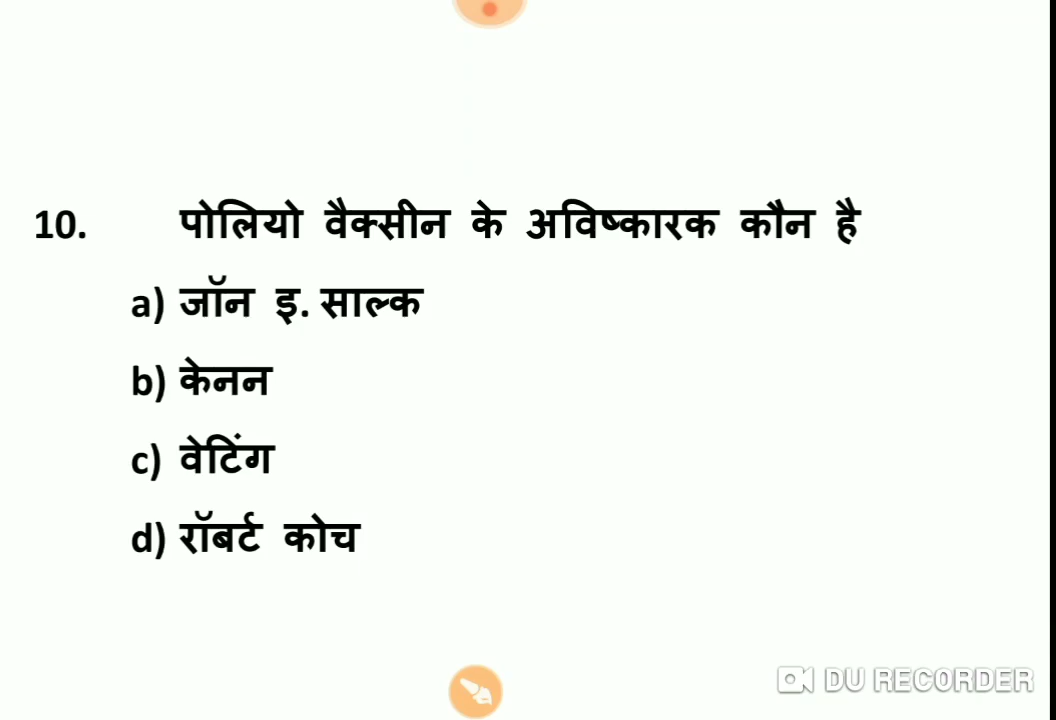 10. पोलियो वैक्सीन के अविष्कारक कौन है
a) जॉन इ. साल्क
b) केनन
c) वेटिंग
d) रॉबर्ट कोच
DU RECORDER